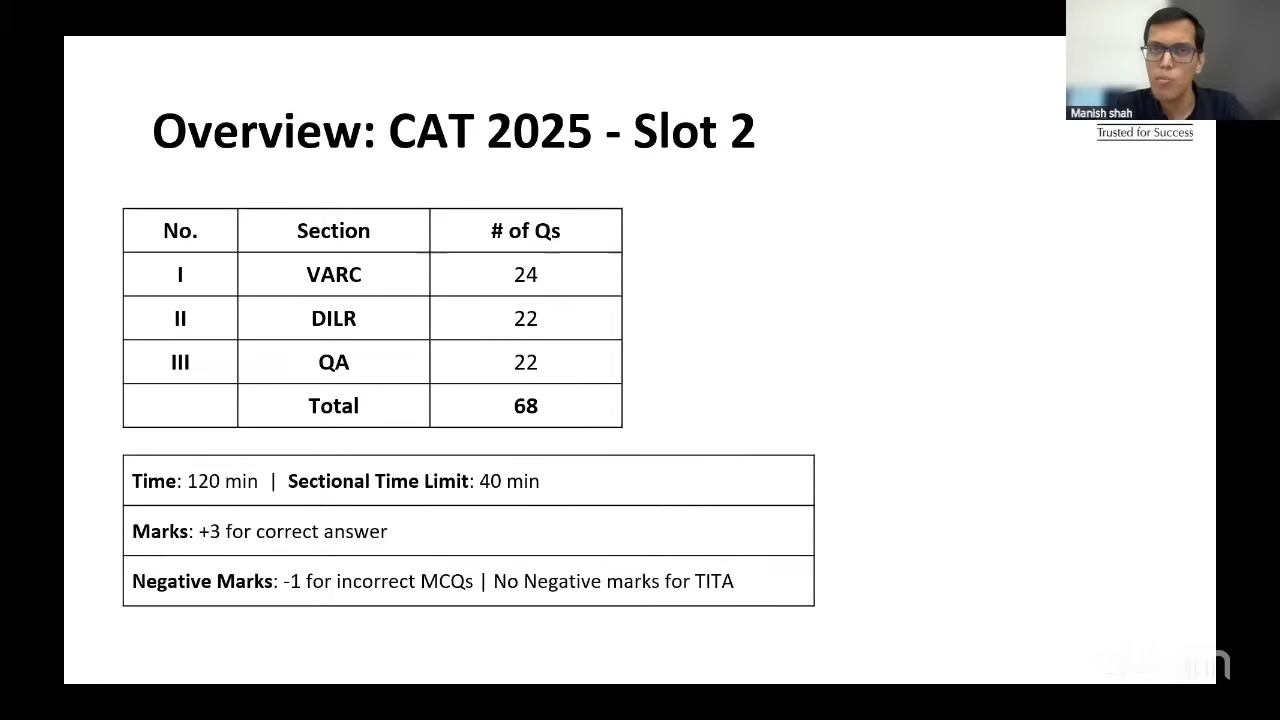 Manish shah
Trusted for Success
Overview: CAT 2025 - Slot 2
No. Section # of Qs
I VARC 24
II DILR 22
III QA 22
Total 68
Time: 120 min | Sectional Time Limit: 40 min
Marks: +3 for correct answer
Negative Marks: -1 for incorrect MCQs | No Negative marks for TITA